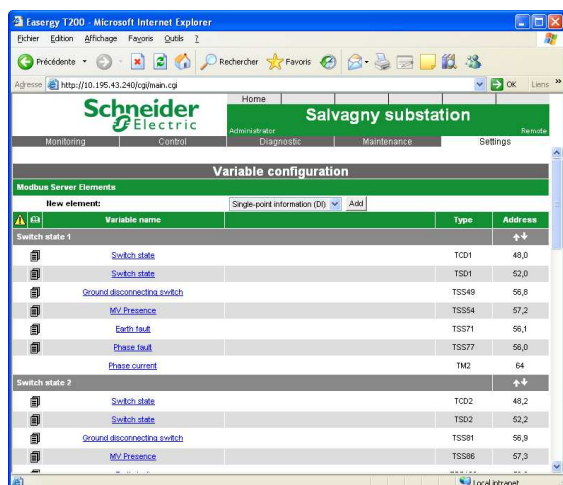 Easergy T200 - Microsoft Internet Explorer
Fichier Edition Affichage Favoris Outils ?
Précédente Rechercher Favoris
Adresse http://10.195.43.240/cgi/main.cgi OK Liens »
Schneider Electric
Home
Salvagny substation
Administrator Remote
Monitoring Control Diagnostic Maintenance Settings
Variable configuration
Modbus Server Elements
New element: Single-point information (DI) Add
Variable name Type Address
Switch state 1
Switch state TCD1 48,0
Switch state TSD1 52,0
Ground disconnecting switch TSS49 56,8
MV Presence TSS54 57,2
Earth fault TSS71 56,1
Phase fault TSS77 56,0
Phase current TM2 64
Switch state 2
Switch state TCD2 48,2
Switch state TSD2 52,2
Ground disconnecting switch TSS81 56,9
MV Presence TSS86 57,3
Local intranet